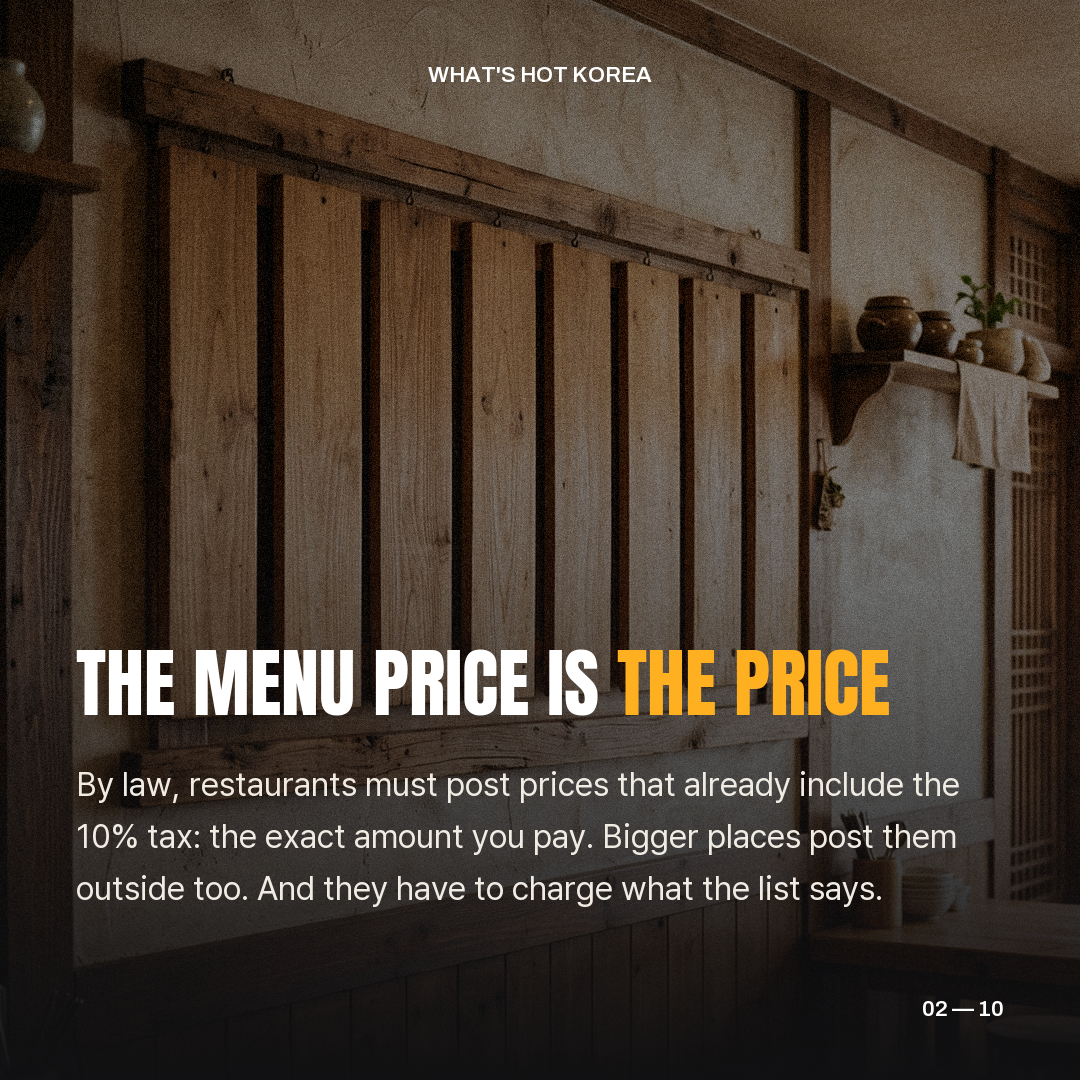 WHAT'S HOT KOREA
THE MENU PRICE IS THE PRICE
By law, restaurants must post prices that already include the
10% tax: the exact amount you pay. Bigger places post them
outside too. And they have to charge what the list says.
02 — 10